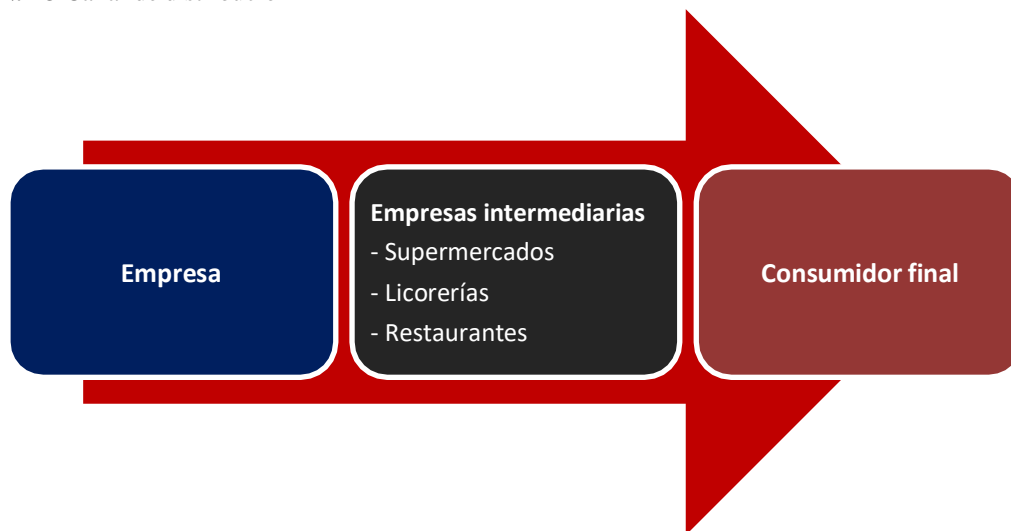 Empresa
Empresas intermediarias
- Supermercados
- Licorerías
- Restaurantes
Consumidor final